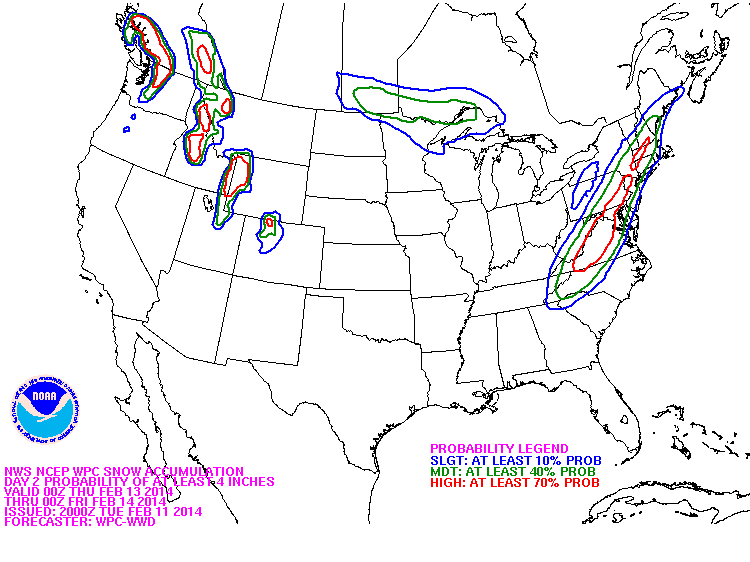 NOAA
PROBABILITY LEGEND
SLGT: AT LEAST 10% PROB
MDT: AT LEAST 40% PROB
HIGH: AT LEAST 70% PROB
NWS NCEP WPC SNOW ACCUMULATION
DAY 2 PROBABILITY OF AT LEAST 4 INCHES
VALID 00Z THU FEB 13 2014
THRU 00Z FRI FEB 14 2014
ISSUED: 2000Z TUE FEB 11 2014
FORECASTER: WPC-WWD